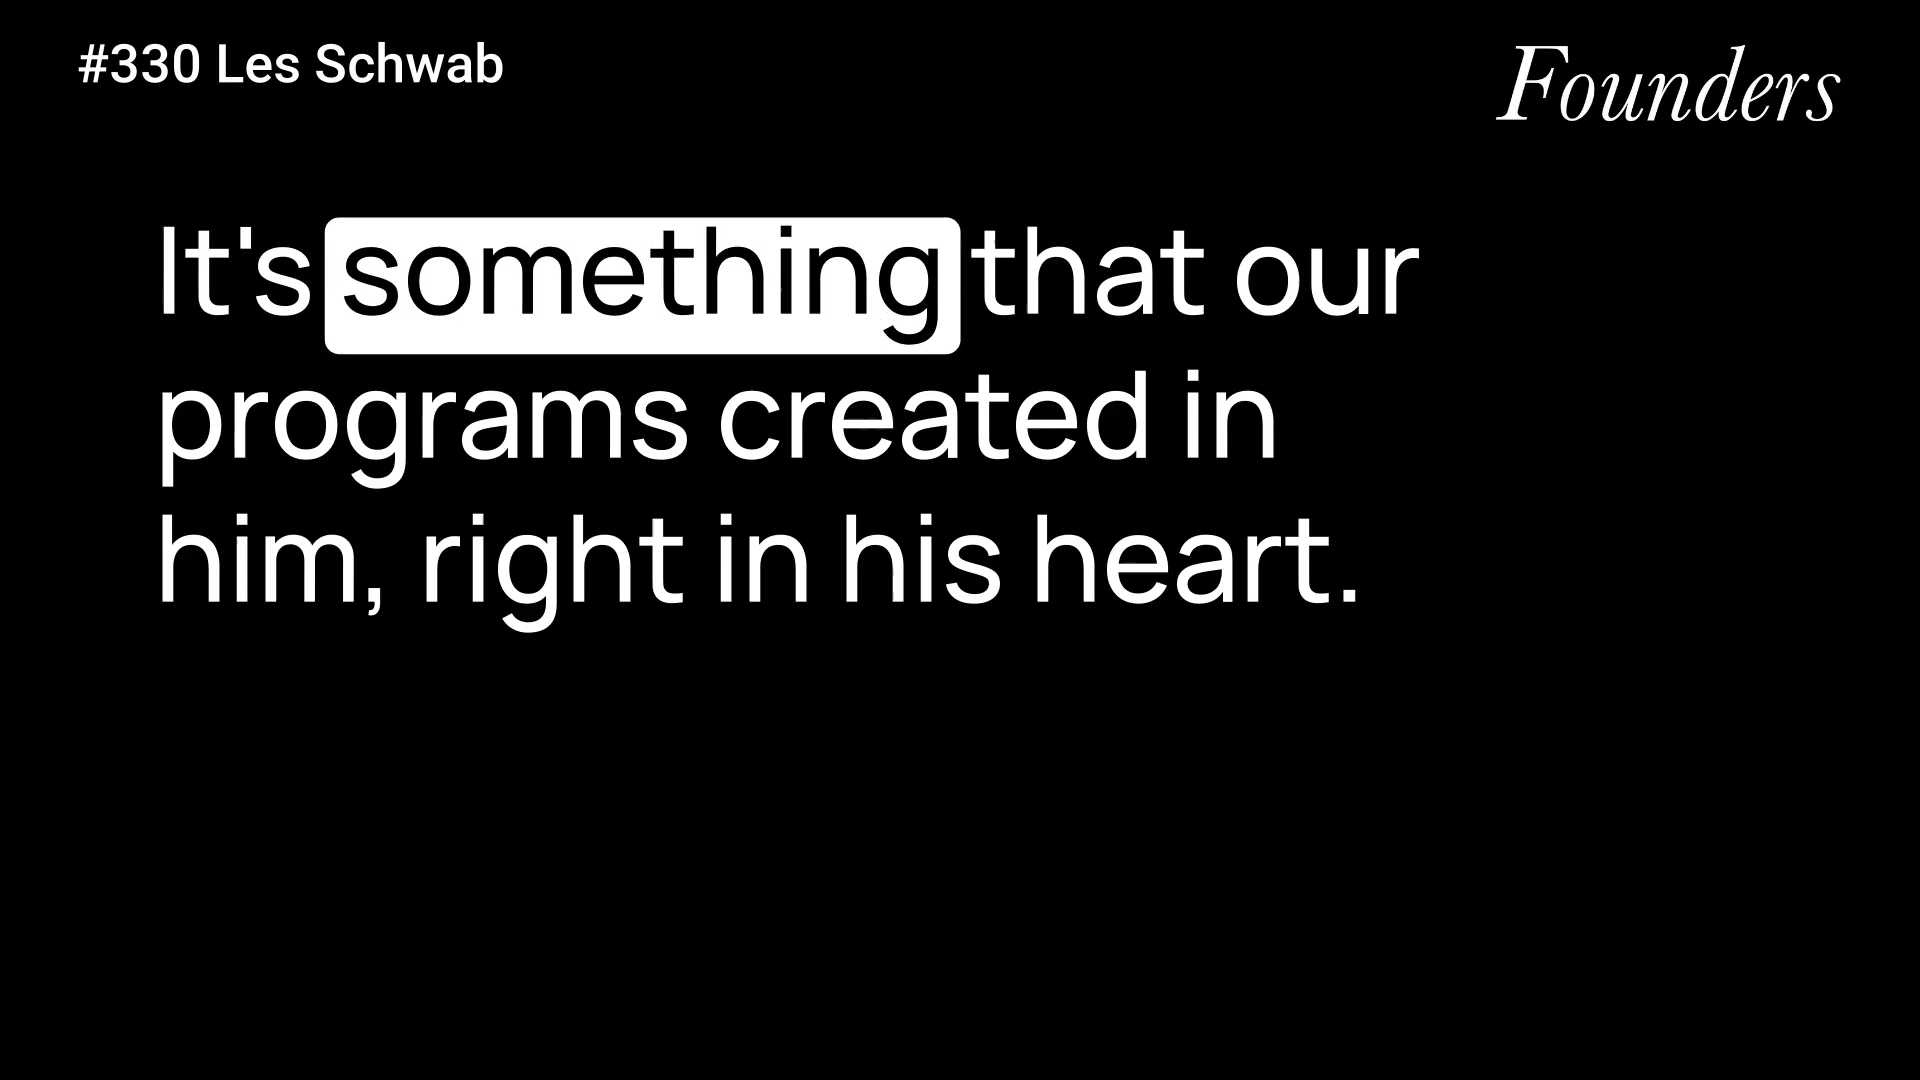 #330 Les Schwab
Founders
It's something that our
programs created in
him, right in his heart.